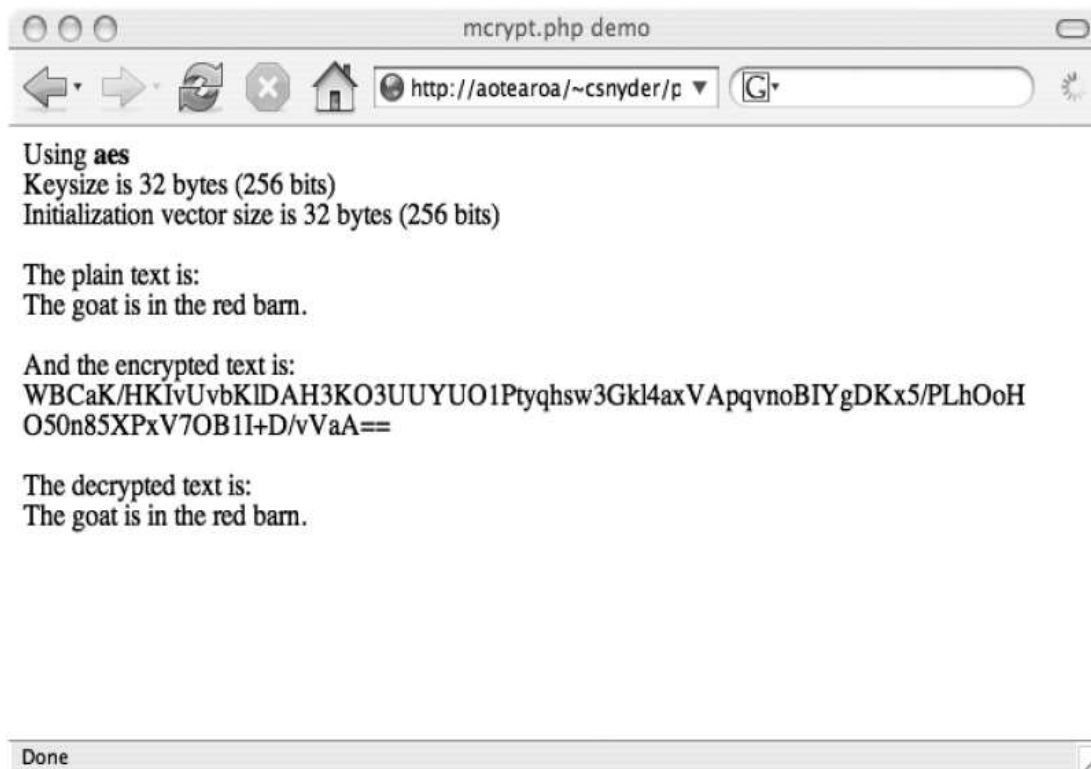 mcrypt.php demo
http://aotearoa/~csnyder/p
G
Using aes
Keysize is 32 bytes (256 bits)
Initialization vector size is 32 bytes (256 bits)
The plain text is:
The goat is in the red barn.
And the encrypted text is:
WBCaK/HKIvUvbKlDAH3KO3UUYUO1Ptyqhsw3Gkl4axVApqvnoBIYgDKx5/PLhOoH
O50n85XPxV7OB1I+D/vVaA==
The decrypted text is:
The goat is in the red barn.
Done